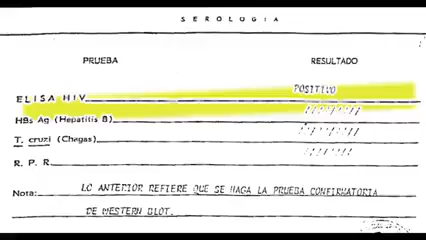 SEROLOGIA
PRUEBA RESULTADO
ELISA HIV POSITIVO
HBs Ag (Hepatitis B) ////////
T. cruzi (Chagas) ////////
R. P. R. ////////
Nota: LO ANTERIOR REFIERE QUE SE HAGA LA PRUEBA CONFIRMATORIA
DE WESTERN BLOT.